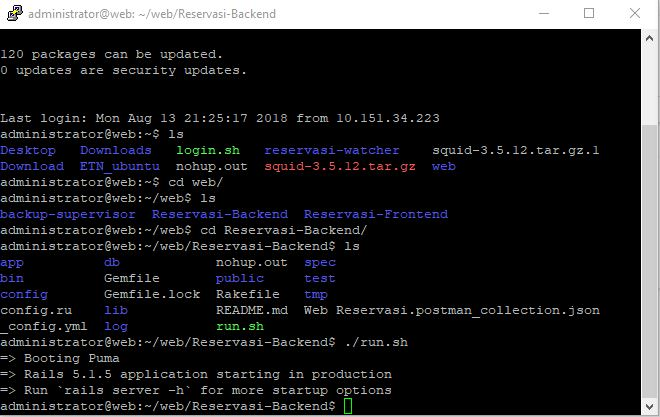 administrator@web: ~/web/Reservasi-Backend
120 packages can be updated.
0 updates are security updates.
Last login: Mon Aug 13 21:25:17 2018 from 10.151.34.223
administrator@web:~$ ls
Desktop   Downloads   login.sh   reservasi-watcher   squid-3.5.12.tar.gz.1
Download  ETN_ubuntu  nohup.out  squid-3.5.12.tar.gz  web
administrator@web:~$ cd web/
administrator@web:~/web$ ls
backup-supervisor  Reservasi-Backend  Reservasi-Frontend
administrator@web:~/web$ cd Reservasi-Backend/
administrator@web:~/web/Reservasi-Backend$ ls
app          db            nohup.out  spec
bin          Gemfile       public     test
config       Gemfile.lock  Rakefile   tmp
config.ru    lib           README.md  Web Reservasi.postman_collection.json
_config.yml  log           run.sh
administrator@web:~/web/Reservasi-Backend$ ./run.sh
=> Booting Puma
=> Rails 5.1.5 application starting in production
=> Run `rails server -h` for more startup options
administrator@web:~/web/Reservasi-Backend$